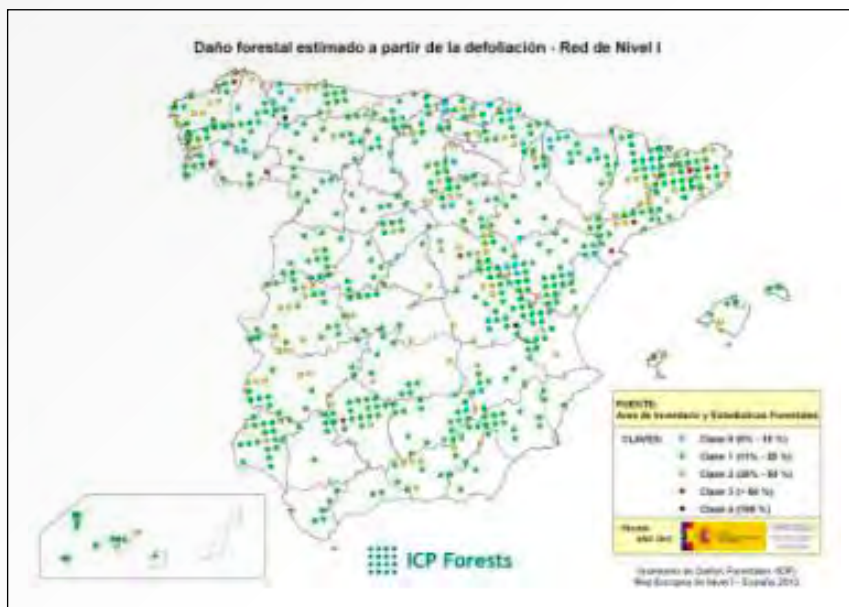 Daño forestal estimado a partir de la defoliación - Red de Nivel I
FUENTE:
Área de Inventario y Estadísticas Forestales
CLAVES:
Clase 0 (0% - 10 %)
Clase 1 (11% - 25 %)
Clase 2 (26% - 60 %)
Clase 3 (> 60 %)
Clase 4 (100 %)
ICP Forests
Inventario de Daños Forestales (ICP)
Red Europea de Nivel I - España